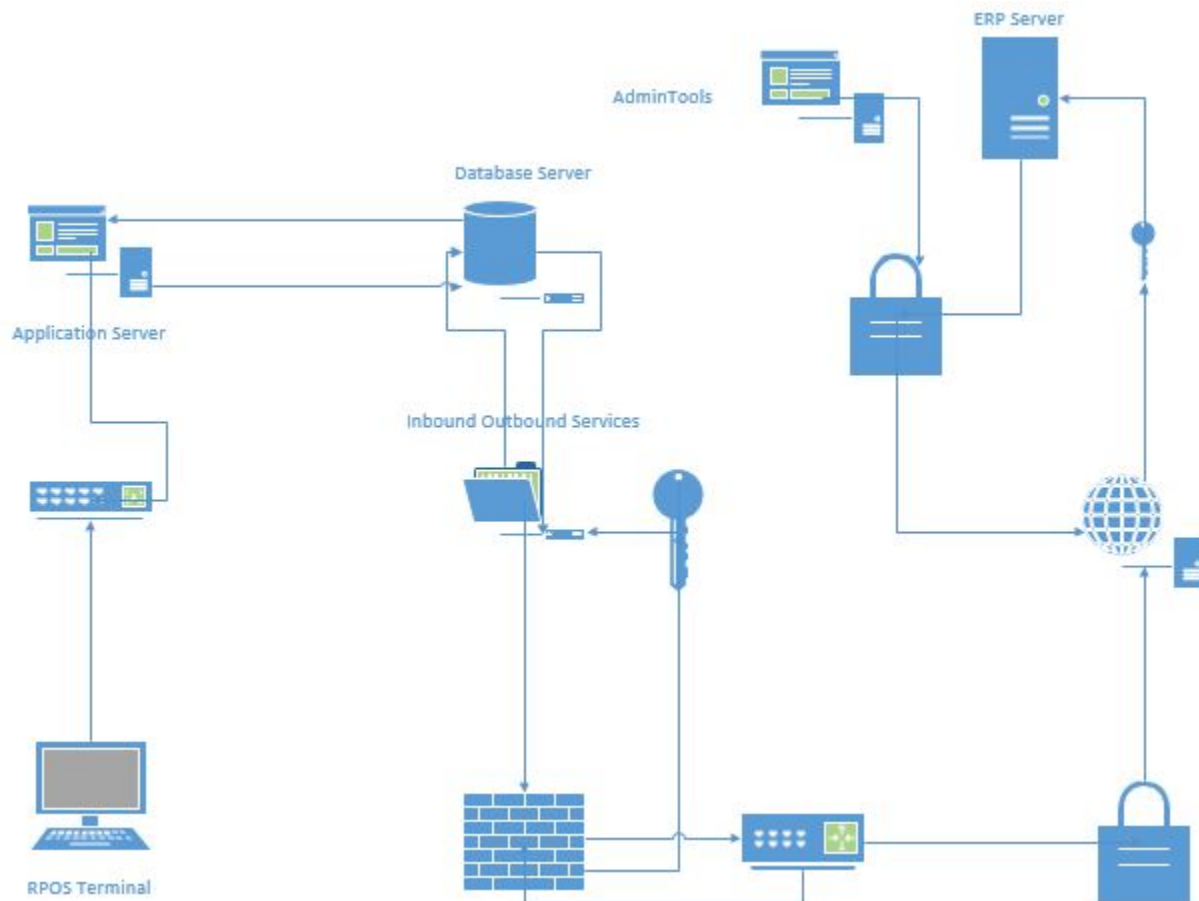 ERP Server
AdminTools
Database Server
Application Server
Inbound Outbound Services
RPOS Terminal